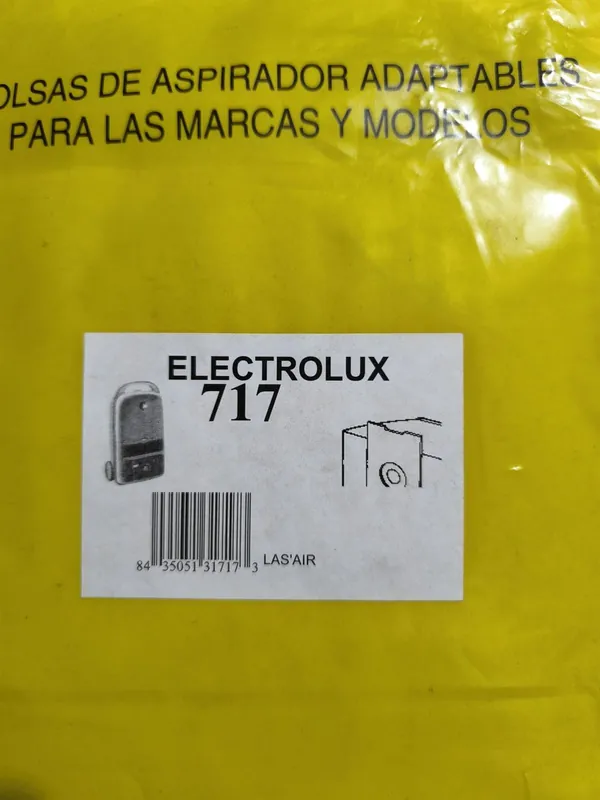 OLSAS DE ASPIRADOR ADAPTABLES
PARA LAS MARCAS Y MODELOS
ELECTROLUX
717
84 35051 31717 3
LAS'AIR